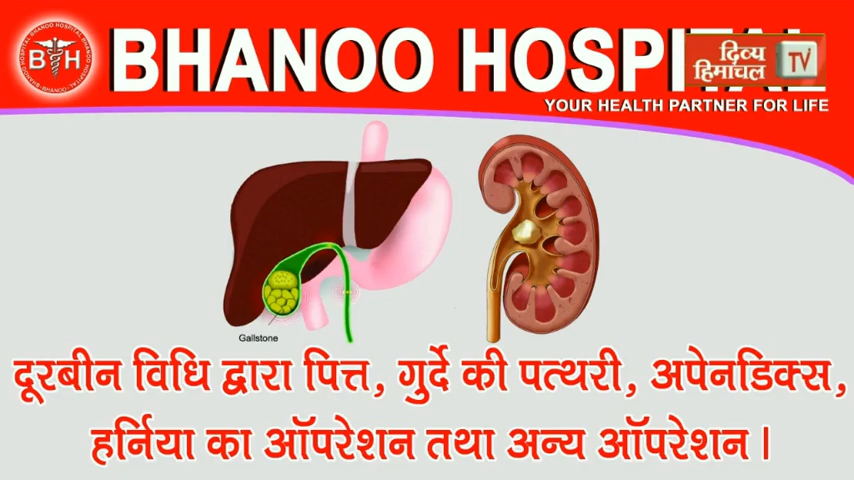 BHANOO HOSPITAL
दिव्य
हिमाचल TV
BH
YOUR HEALTH PARTNER FOR LIFE
Gallstone
दूरबीन विधि द्वारा पित्त, गुर्दे की पत्थरी, अपेनडिक्स,
हर्निया का ऑपरेशन तथा अन्य ऑपरेशन |